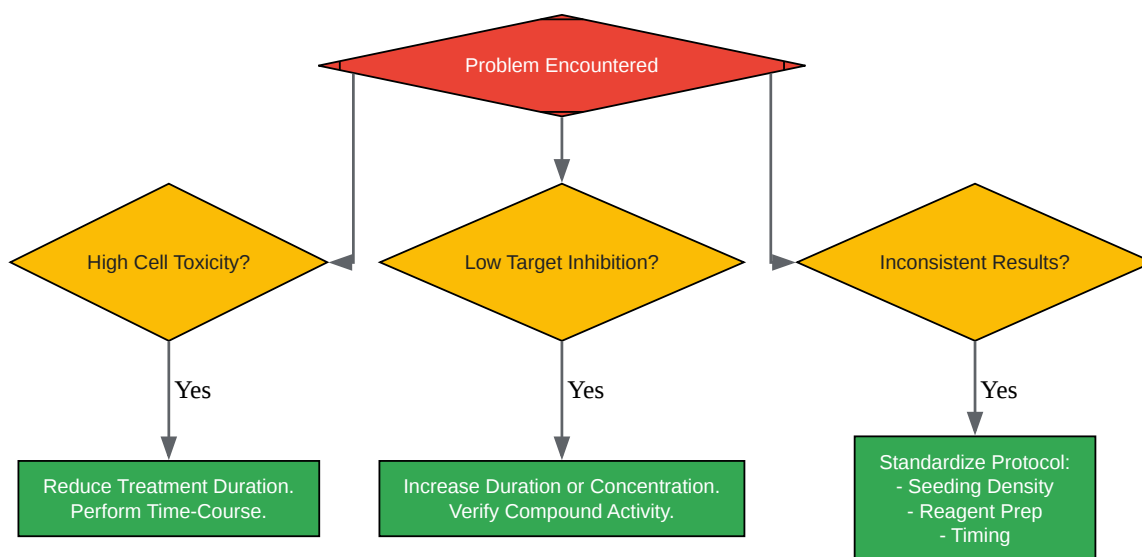 Problem Encountered
High Cell Toxicity?
Low Target Inhibition?
Inconsistent Results?
Yes
Yes
Yes
Reduce Treatment Duration.
Perform Time-Course.
Increase Duration or Concentration.
Verify Compound Activity.
Standardize Protocol:
- Seeding Density
- Reagent Prep
- Timing